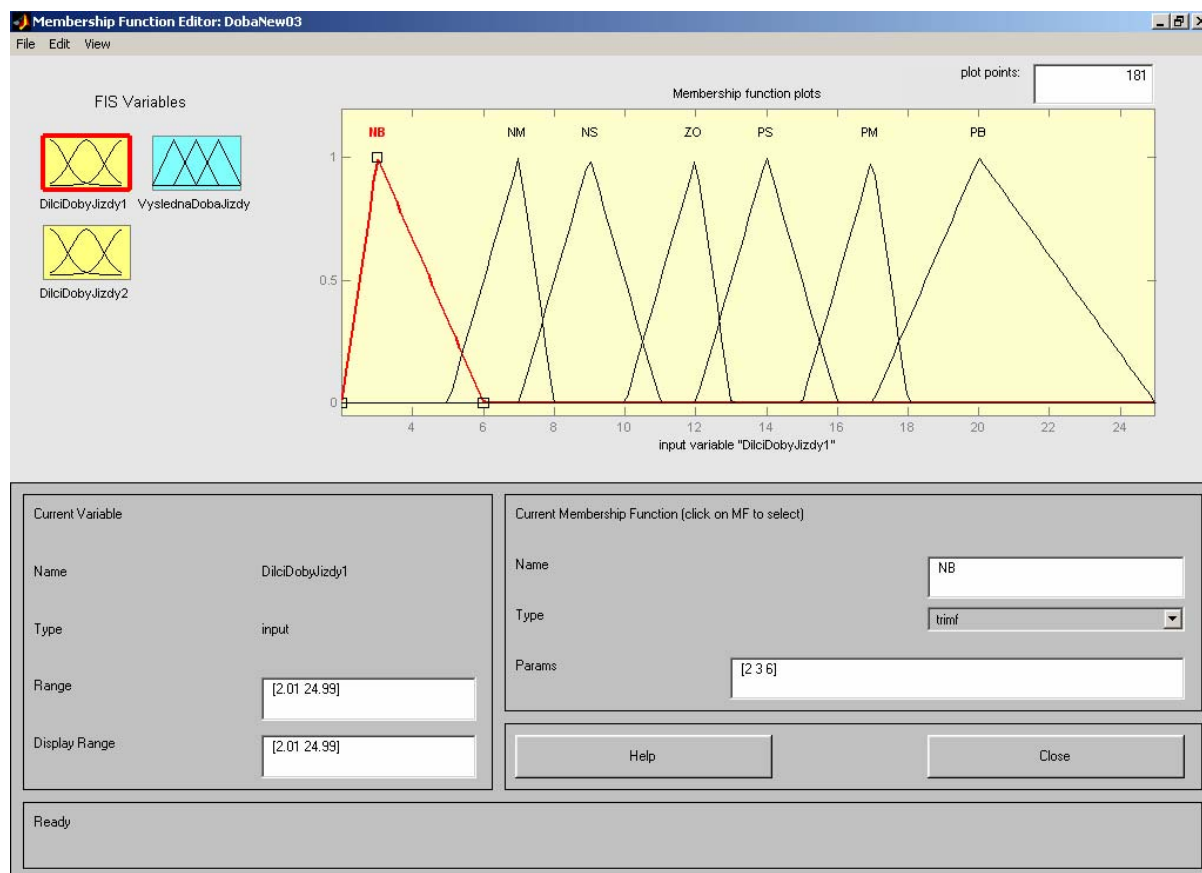 Membership Function Editor: DobaNew03
File Edit View
FIS Variables
DilciDobyJizdy1 VyslednaDobaJizdy
DilciDobyJizdy2
plot points: 181
Membership function plots
NB NM NS ZO PS PM PB
1
0.5
0
4 6 8 10 12 14 16 18 20 22 24
input variable "DilciDobyJizdy1"
Current Variable
Name DilciDobyJizdy1
Type input
Range [2.01 24.99]
Display Range [2.01 24.99]
Current Membership Function (click on MF to select)
Name NB
Type trimf
Params [2 3 6]
Help Close
Ready